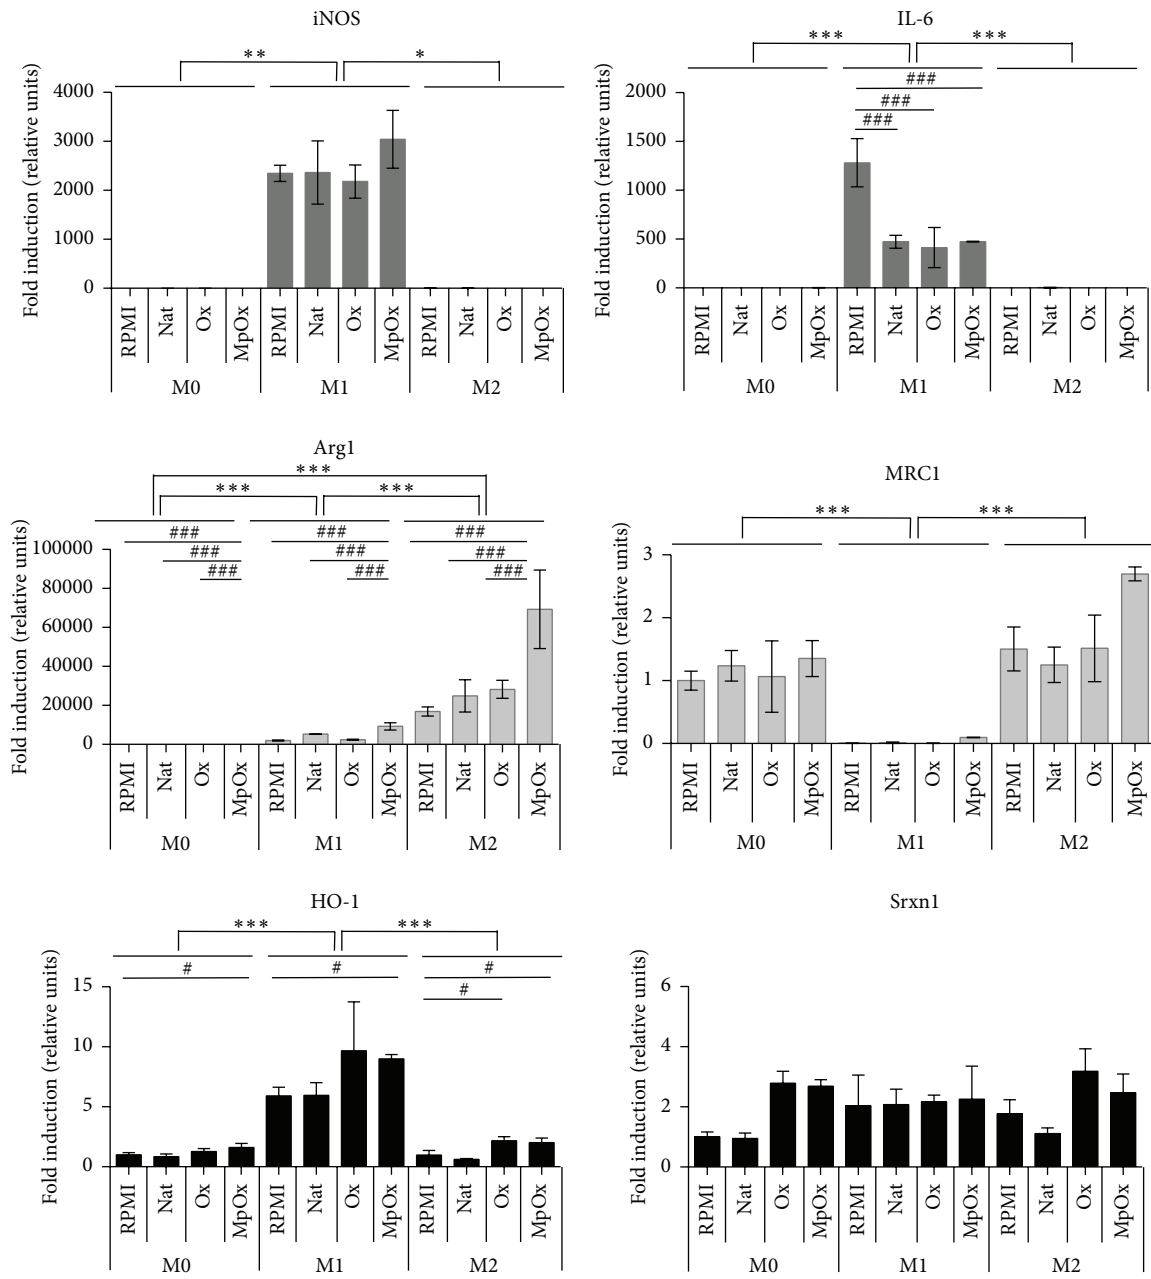 iNOS
** *
Fold induction (relative units)
4000
3000
2000
1000
0
RPMI Nat Ox MpOx RPMI Nat Ox MpOx RPMI Nat Ox MpOx
M0 M1 M2
IL-6
*** ***
###
###
###
Fold induction (relative units)
2000
1500
1000
500
0
RPMI Nat Ox MpOx RPMI Nat Ox MpOx RPMI Nat Ox MpOx
M0 M1 M2
Arg1
***
*** ***
### ### ###
### ### ###
### ### ###
Fold induction (relative units)
100000
80000
60000
40000
20000
0
RPMI Nat Ox MpOx RPMI Nat Ox MpOx RPMI Nat Ox MpOx
M0 M1 M2
MRC1
*** ***
Fold induction (relative units)
3
2
1
0
RPMI Nat Ox MpOx RPMI Nat Ox MpOx RPMI Nat Ox MpOx
M0 M1 M2
HO-1
*** ***
# # #
#
Fold induction (relative units)
15
10
5
0
RPMI Nat Ox MpOx RPMI Nat Ox MpOx RPMI Nat Ox MpOx
M0 M1 M2
Srxn1
Fold induction (relative units)
6
4
2
0
RPMI Nat Ox MpOx RPMI Nat Ox MpOx RPMI Nat Ox MpOx
M0 M1 M2